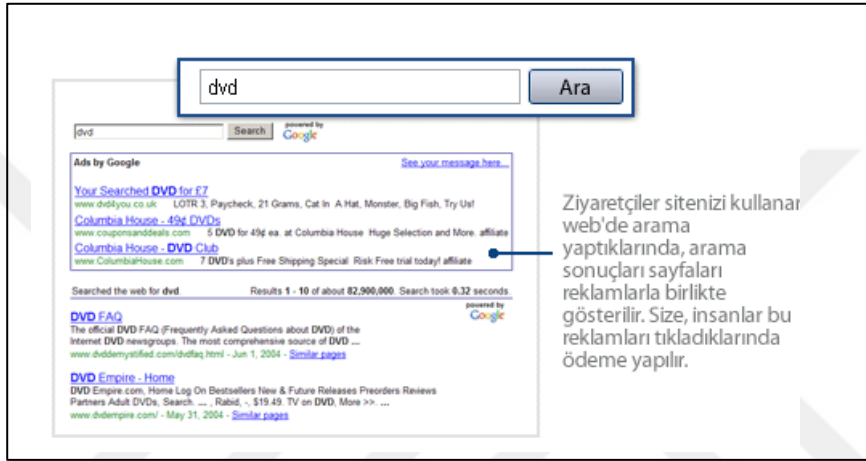 dvd Ara
dvd Search powered by Google
Ads by Google See your message here...
Your Searched DVD for £7
www.dvd4you.co.uk LOTR 3, Paycheck, 21 Grams, Cat In A Hat, Monster, Big Fish, Try Us!
Columbia House - 49¢ DVDs
www.couponsanddeals.com 5 DVD for 49¢ ea. at Columbia House Huge Selection and More. affiliate
Columbia House - DVD Club
www.ColumbiaHouse.com 7 DVD's plus Free Shipping Special Risk Free trial today! affiliate
Searched the web for dvd. Results 1 - 10 of about 82,900,000. Search took 0.32 seconds.
powered by Google
DVD FAQ
The official DVD FAQ (Frequently Asked Questions about DVD) of the
Internet DVD newsgroups. The most comprehensive source of DVD ...
www.dvddemystified.com/dvdfaq.html - Jun 1, 2004 - Similar pages
DVD Empire - Home
DVD Empire.com, Home Log On Bestsellers New & Future Releases Preorders Reviews
Partners Adult DVDs, Search. ... , Rabid, -, $19.49. TV on DVD, More >>. ...
www.dvdempire.com/ - May 31, 2004 - Similar pages
Ziyaretçiler sitenizi kullanar
web'de arama
yaptıklarında, arama
sonuçları sayfaları
reklamlarla birlikte
gösterilir. Size, insanlar bu
reklamları tıkladıklarında
ödeme yapılır.